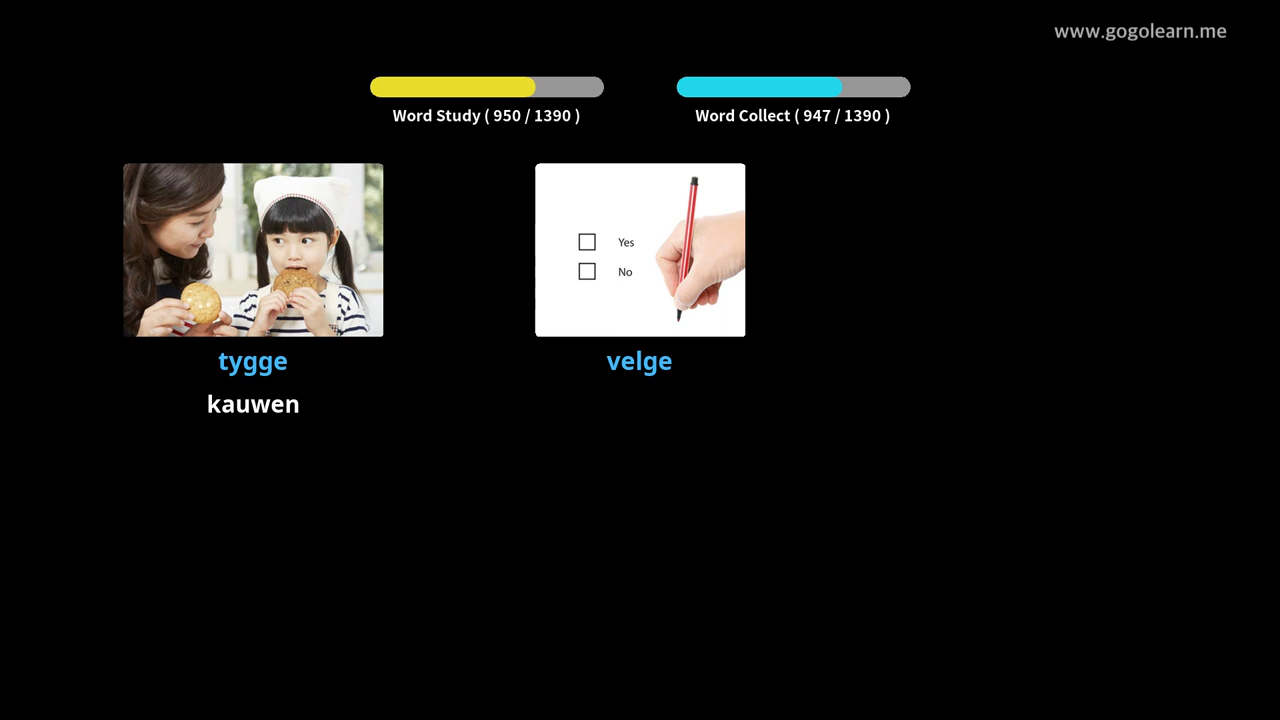 www.gogolearn.me
Word Study ( 950 / 1390 )
Word Collect ( 947 / 1390 )
Yes
No
tygge
velge
kauwen